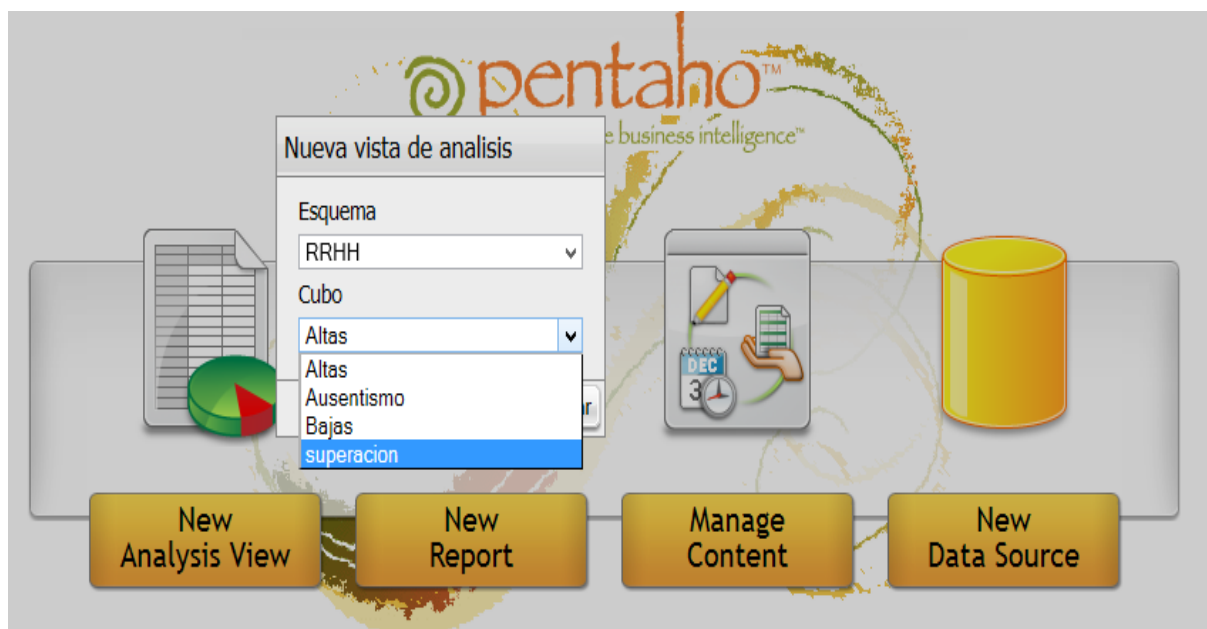 pentaho™
e business intelligence™
Nueva vista de analisis
Esquema
RRHH
Cubo
Altas
Altas
Ausentismo
Bajas
superacion
DEC
New
Analysis View
New
Report
Manage
Content
New
Data Source